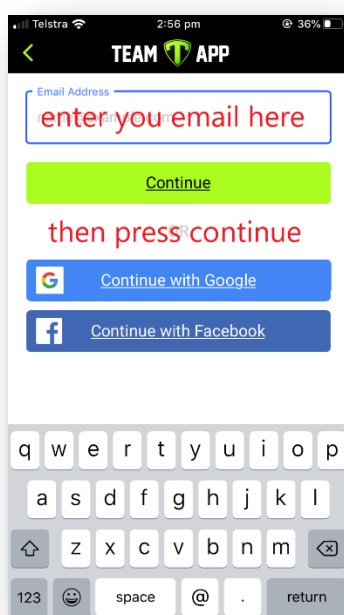 Telstra 2:56 pm 36%
TEAM T APP
Email Address
enter you email here
Continue
OR
then press continue
G Continue with Google
f Continue with Facebook
q w e r t y u i o p
a s d f g h j k l
z x c v b n m
123 space @ . return